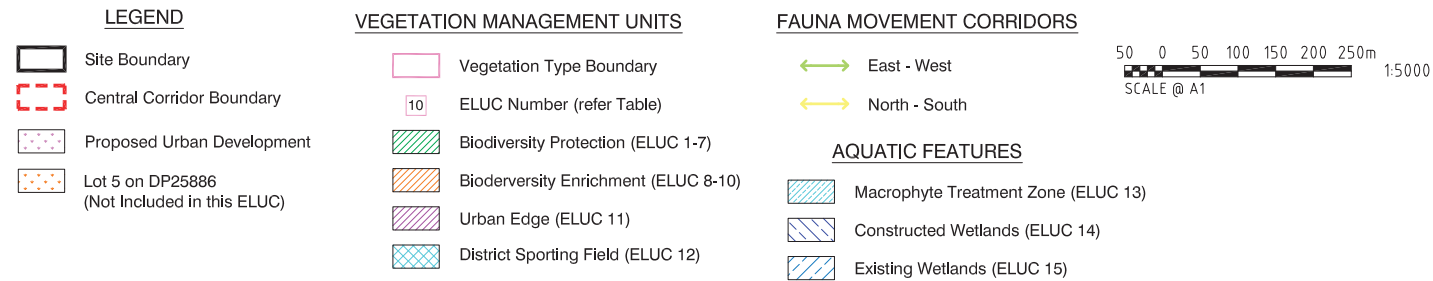 LEGEND
Site Boundary
Central Corridor Boundary
Proposed Urban Development
Lot 5 on DP25886
(Not Included in this ELUC)
VEGETATION MANAGEMENT UNITS
Vegetation Type Boundary
10 ELUC Number (refer Table)
Biodiversity Protection (ELUC 1-7)
Bioderversity Enrichment (ELUC 8-10)
Urban Edge (ELUC 11)
District Sporting Field (ELUC 12)
FAUNA MOVEMENT CORRIDORS
East - West
North - South
AQUATIC FEATURES
Macrophyte Treatment Zone (ELUC 13)
Constructed Wetlands (ELUC 14)
Existing Wetlands (ELUC 15)
50 0 50 100 150 200 250m
1:5000
SCALE @ A1